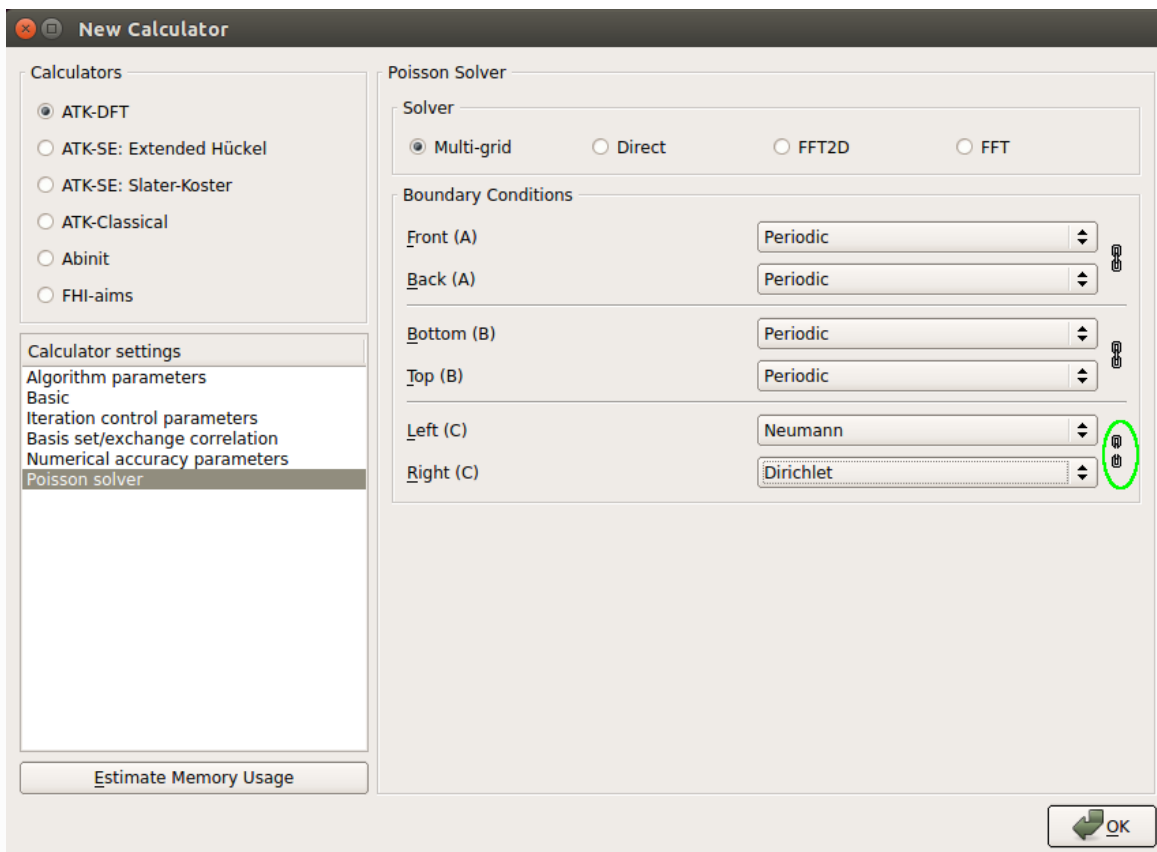 New Calculator
Calculators
ATK-DFT
ATK-SE: Extended Hückel
ATK-SE: Slater-Koster
ATK-Classical
Abinit
FHI-aims
Calculator settings
Algorithm parameters
Basic
Iteration control parameters
Basis set/exchange correlation
Numerical accuracy parameters
Poisson solver
Estimate Memory Usage
Poisson Solver
Solver
Multi-grid Direct FFT2D FFT
Boundary Conditions
Front (A) Periodic
Back (A) Periodic
Bottom (B) Periodic
Top (B) Periodic
Left (C) Neumann
Right (C) Dirichlet
OK